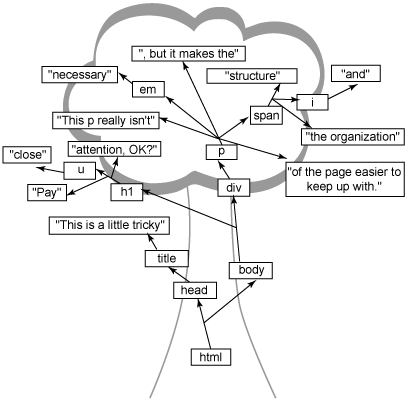 ", but it makes the"
"necessary"
"structure"
"and"
em
i
"This p really isn't"
span
"attention, OK?"
"the organization"
"close"
p
u
"of the page easier to
keep up with."
"Pay"
h1
div
"This is a little tricky"
title
body
head
html